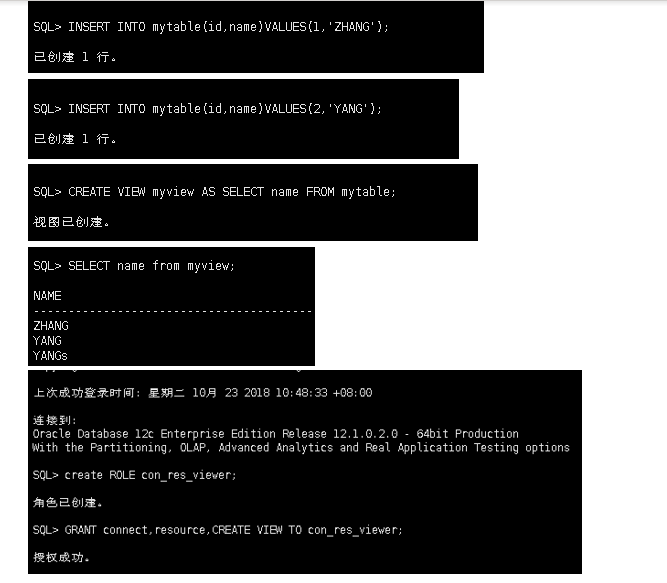 SQL> INSERT INTO mytable(id,name)VALUES(1,'ZHANG');
已创建 1 行。
SQL> INSERT INTO mytable(id,name)VALUES(2,'YANG');
已创建 1 行。
SQL> CREATE VIEW myview AS SELECT name FROM mytable;
视图已创建。
SQL> SELECT name from myview;
NAME
----------------------------------------
ZHANG
YANG
YANGs
上次成功登录时间: 星期二 10月 23 2018 10:48:33 +08:00
连接到:
Oracle Database 12c Enterprise Edition Release 12.1.0.2.0 - 64bit Production
With the Partitioning, OLAP, Advanced Analytics and Real Application Testing options
SQL> create ROLE con_res_viewer;
角色已创建。
SQL> GRANT connect,resource,CREATE VIEW TO con_res_viewer;
授权成功。